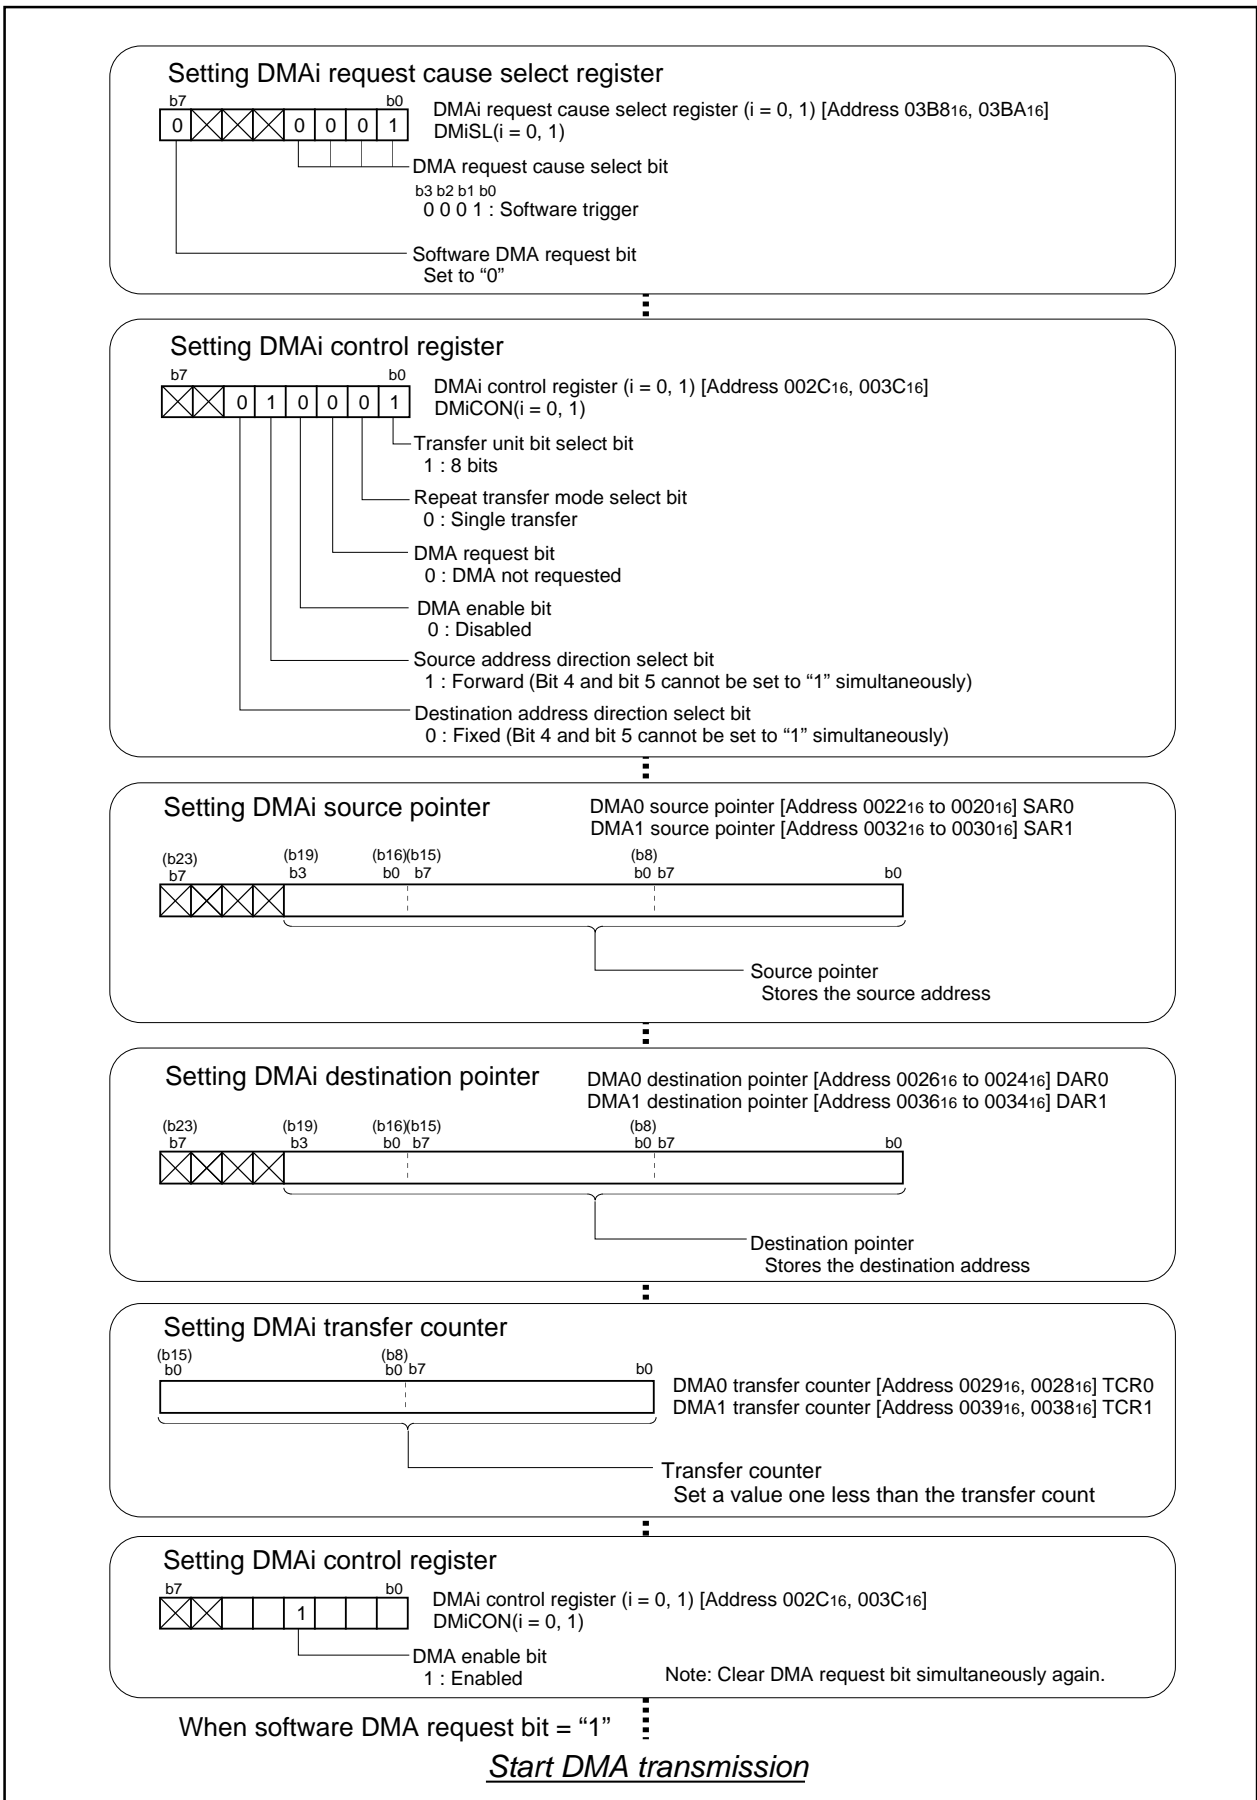 Setting DMAi request cause select register
b7 b0
0 0 0 0 1
DMAi request cause select register (i = 0, 1) [Address 03B816, 03BA16]
DMiSL(i = 0, 1)
DMA request cause select bit
b3 b2 b1 b0
0 0 0 1 : Software trigger
Software DMA request bit
Set to “0”
Setting DMAi control register
b7 b0
0 1 0 0 0 1
DMAi control register (i = 0, 1) [Address 002C16, 003C16]
DMiCON(i = 0, 1)
Transfer unit bit select bit
1 : 8 bits
Repeat transfer mode select bit
0 : Single transfer
DMA request bit
0 : DMA not requested
DMA enable bit
0 : Disabled
Source address direction select bit
1 : Forward (Bit 4 and bit 5 cannot be set to “1” simultaneously)
Destination address direction select bit
0 : Fixed (Bit 4 and bit 5 cannot be set to “1” simultaneously)
Setting DMAi source pointer
DMA0 source pointer [Address 002216 to 002016] SAR0
DMA1 source pointer [Address 003216 to 003016] SAR1
(b23) (b19) (b16)(b15) (b8)
b7 b3 b0 b7 b0 b7 b0
Source pointer
Stores the source address
Setting DMAi destination pointer
DMA0 destination pointer [Address 002616 to 002416] DAR0
DMA1 destination pointer [Address 003616 to 003416] DAR1
(b23) (b19) (b16)(b15) (b8)
b7 b3 b0 b7 b0 b7 b0
Destination pointer
Stores the destination address
Setting DMAi transfer counter
(b15) (b8)
b0 b0 b7 b0
DMA0 transfer counter [Address 002916, 002816] TCR0
DMA1 transfer counter [Address 003916, 003816] TCR1
Transfer counter
Set a value one less than the transfer count
Setting DMAi control register
b7 b0
1
DMAi control register (i = 0, 1) [Address 002C16, 003C16]
DMiCON(i = 0, 1)
DMA enable bit
1 : Enabled
Note: Clear DMA request bit simultaneously again.
When software DMA request bit = “1”
Start DMA transmission